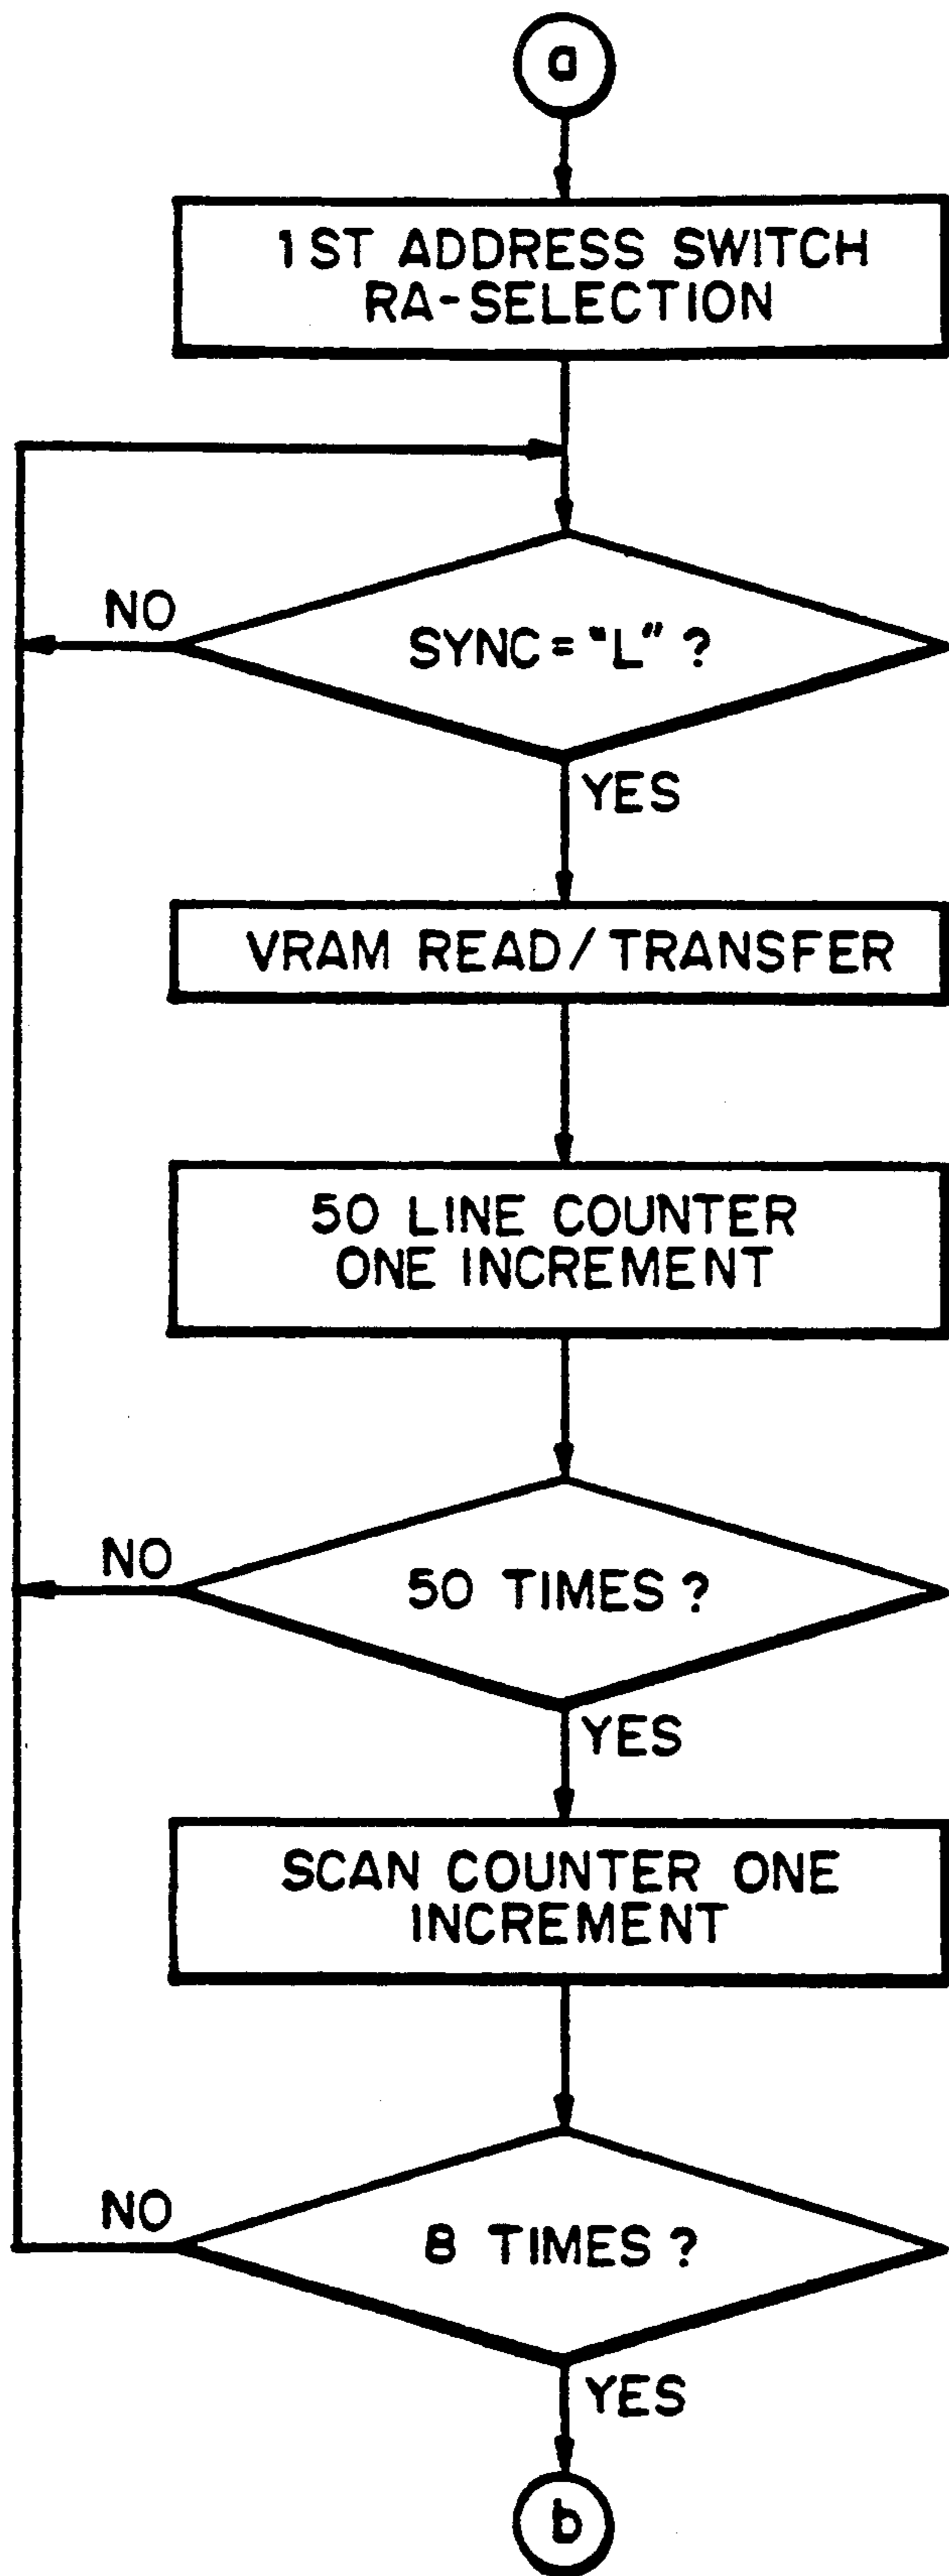 a
1ST ADDRESS SWITCH
RA-SELECTION
NO
SYNC = "L" ?
YES
VRAM READ / TRANSFER
50 LINE COUNTER
ONE INCREMENT
NO
50 TIMES ?
YES
SCAN COUNTER ONE
INCREMENT
NO
8 TIMES ?
YES
b